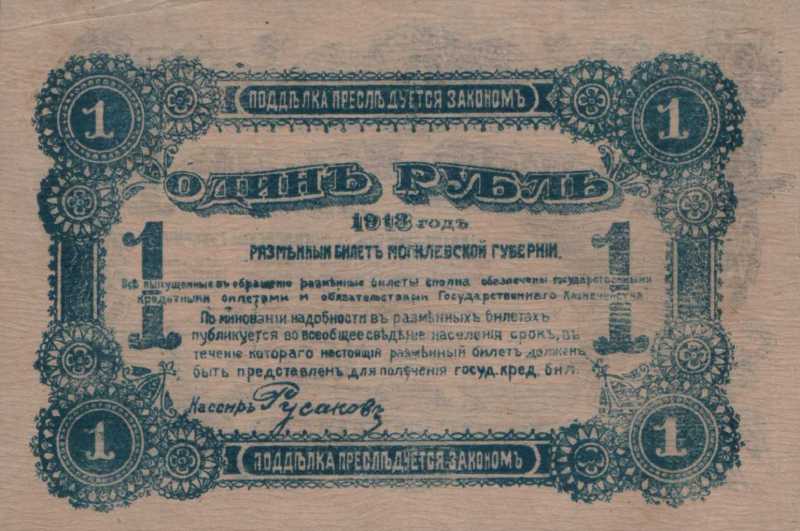 1
ПОДДѢЛКА ПРЕСЛѢДУЕТСЯ ЗАКОНОМЪ
1
ОДИНЪ РУБЛЬ
1918 годъ
РАЗМѢННЫЙ БИЛЕТЪ МОГИЛЕВСКОЙ ГУБЕРНІИ.
1
1
Всѣ выпущенные въ обращеніе размѣнные билеты сполна обезпечены государственными
кредитными билетами и обязательствами Государственнаго Казначейства
По миновани надобности въ размѣнныхъ билетахъ
публикуется во всеобщее свѣдѣніе населенія срокъ, въ
теченіе котораго настоящій размѣнный билетъ долженъ
быть представленъ для полученія госуд. кред. бил.
Кассиръ Русаковъ
1
ПОДДѢЛКА ПРЕСЛѢДУЕТСЯ ЗАКОНОМЪ
1